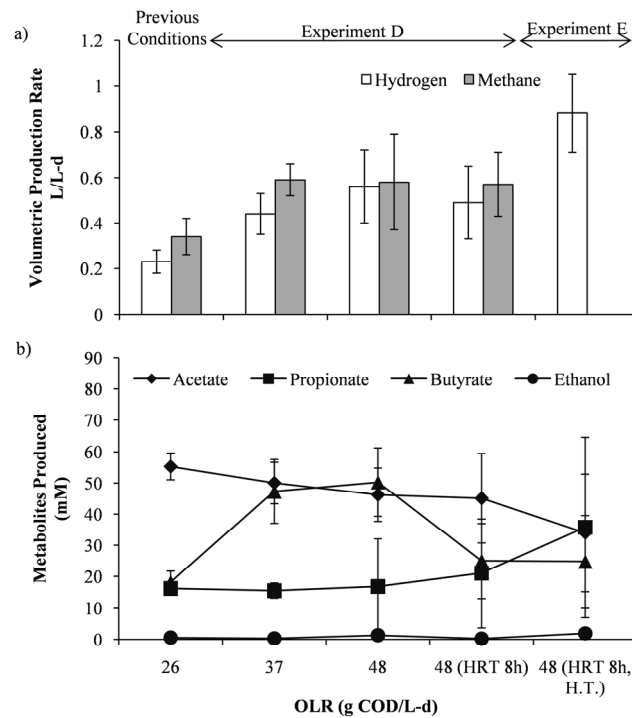 Previous Conditions
Experiment D
Experiment E
a)
1.2
1
0.8
0.6
0.4
0.2
0
Volumetric Production Rate
L/L-d
Hydrogen
Methane
b)
90
80
70
60
50
40
30
20
10
0
Metabolites Produced
(mM)
Acetate
Propionate
Butyrate
Ethanol
26
37
48
48 (HRT 8h)
48 (HRT 8h,
H.T.)
OLR (g COD/L-d)